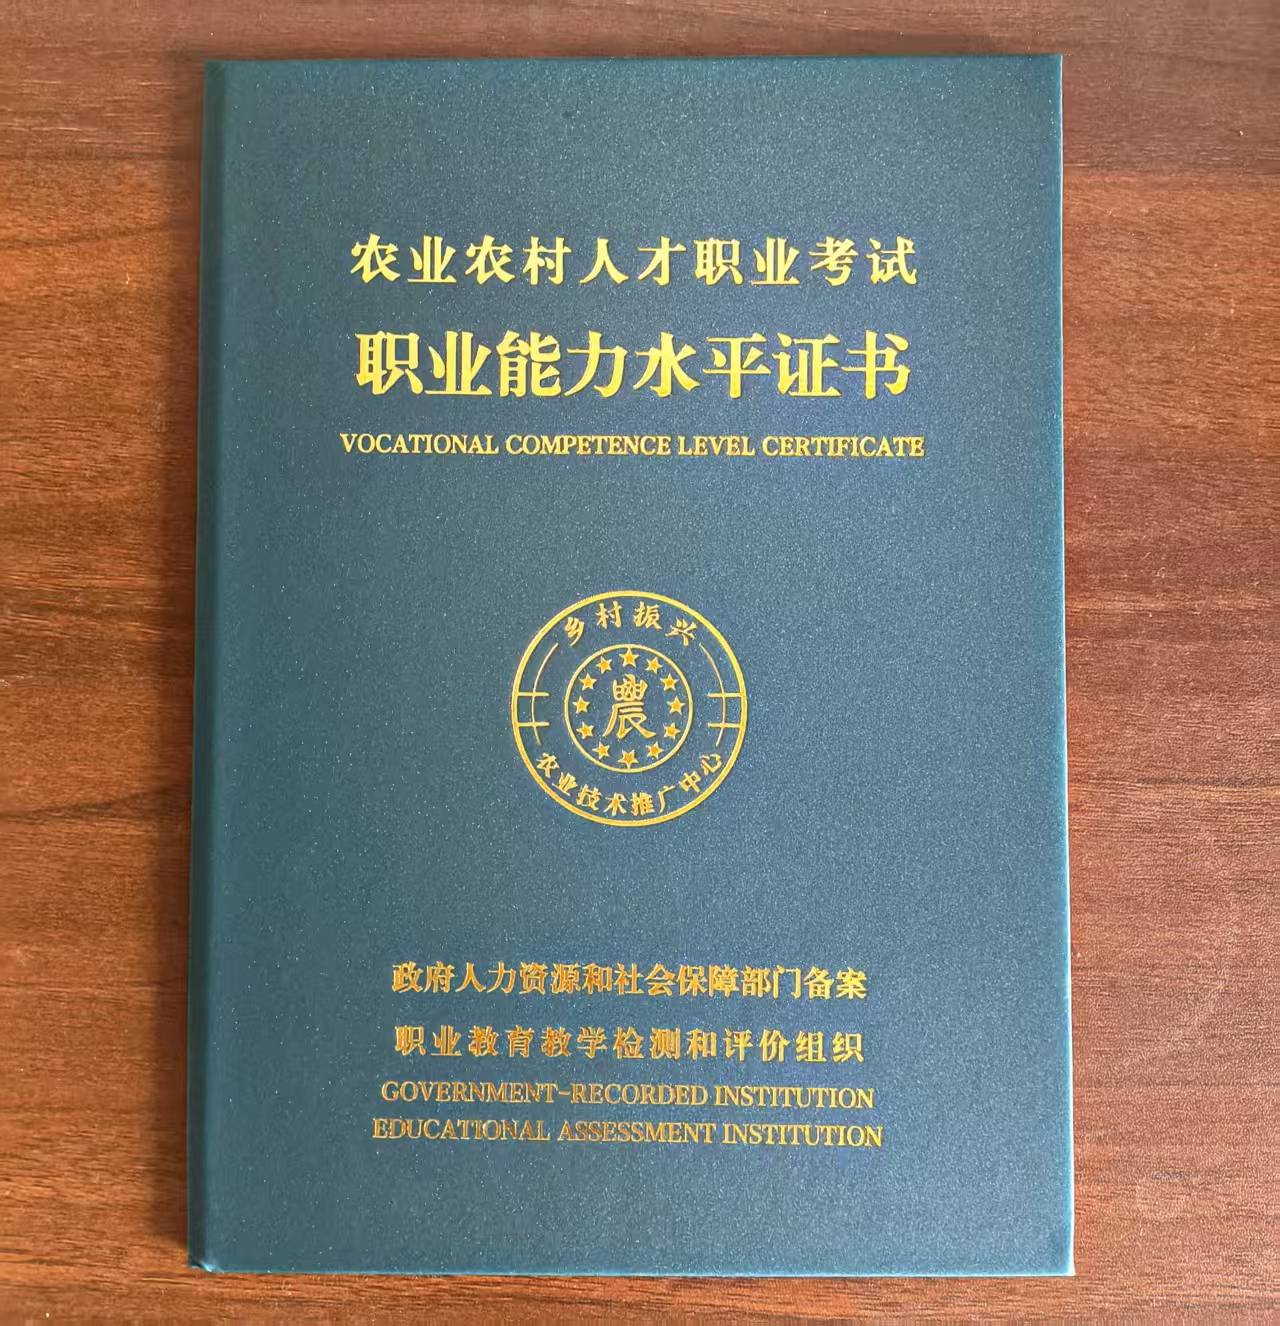 农业农村人才职业考试
职业能力水平证书
VOCATIONAL COMPETENCE LEVEL CERTIFICATE
乡村振兴
農
农业技术推广中心
政府人力资源和社会保障部门备案
职业教育教学检测和评价组织
GOVERNMENT-RECORDED INSTITUTION
EDUCATIONAL ASSESSMENT INSTITUTION